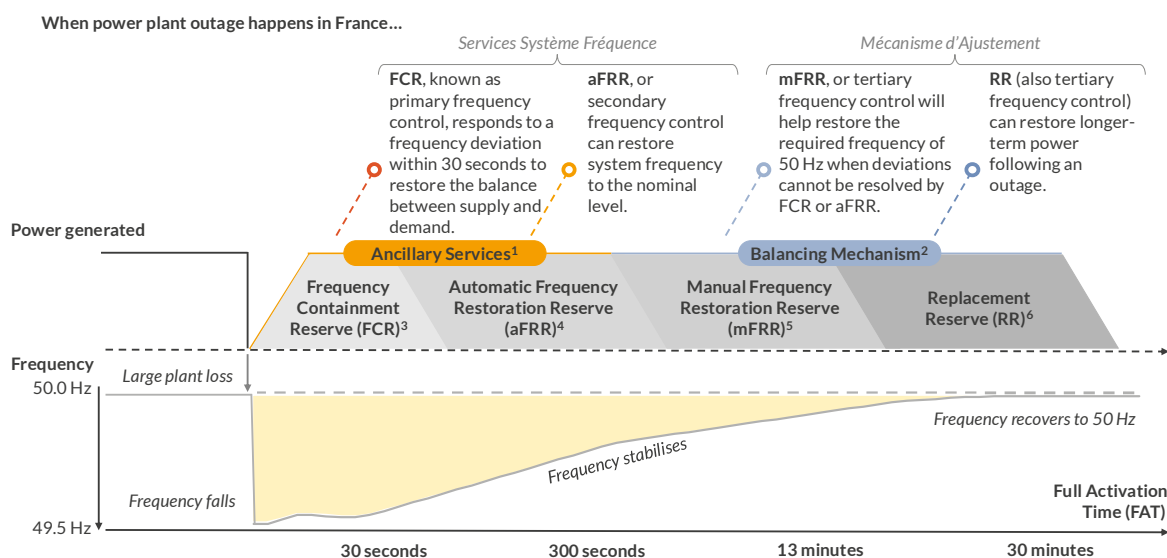 When power plant outage happens in France...
Services Système Fréquence
Mécanisme d'Ajustement
FCR, known as
primary frequency
control, responds to a
frequency deviation
within 30 seconds to
restore the balance
between supply and
demand.
aFRR, or
secondary
frequency control
can restore
system frequency
to the nominal
level.
mFRR, or tertiary
frequency control will
help restore the
required frequency of
50 Hz when deviations
cannot be resolved by
FCR or aFRR.
RR (also tertiary
frequency control)
can restore longer-
term power
following an
outage.
Power generated
Ancillary Services¹
Balancing Mechanism²
Frequency
Containment
Reserve (FCR)³
Automatic Frequency
Restoration Reserve
(aFRR)⁴
Manual Frequency
Restoration Reserve
(mFRR)⁵
Replacement
Reserve (RR)⁶
Frequency
Large plant loss
50.0 Hz
Frequency recovers to 50 Hz
Frequency stabilises
Frequency falls
Full Activation
Time (FAT)
49.5 Hz
30 seconds
300 seconds
13 minutes
30 minutes